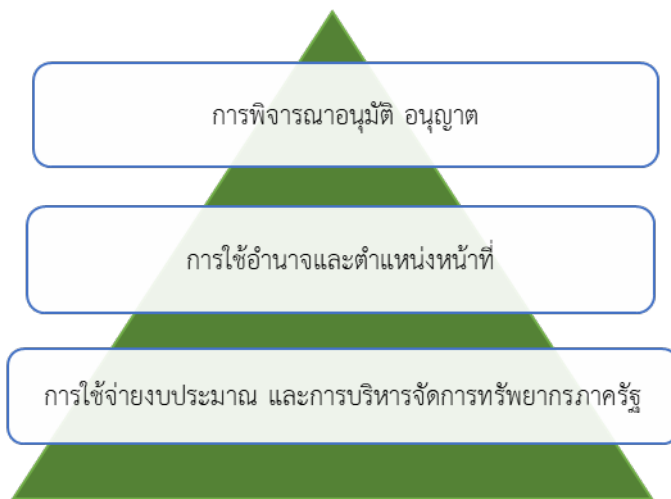 การพิจารณาอนุมัติ อนุญาต
การใช้อำนาจและตำแหน่งหน้าที่
การใช้จ่ายงบประมาณ และการบริหารจัดการทรัพยากรภาครัฐ